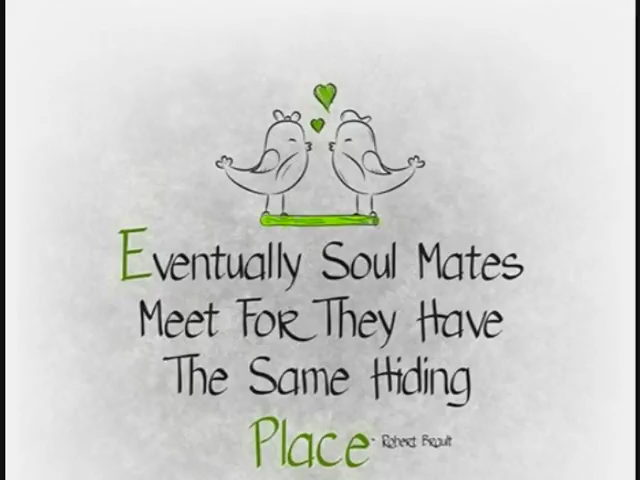 Eventually Soul Mates
Meet For They Have
The Same Hiding
Place - Robert Brault